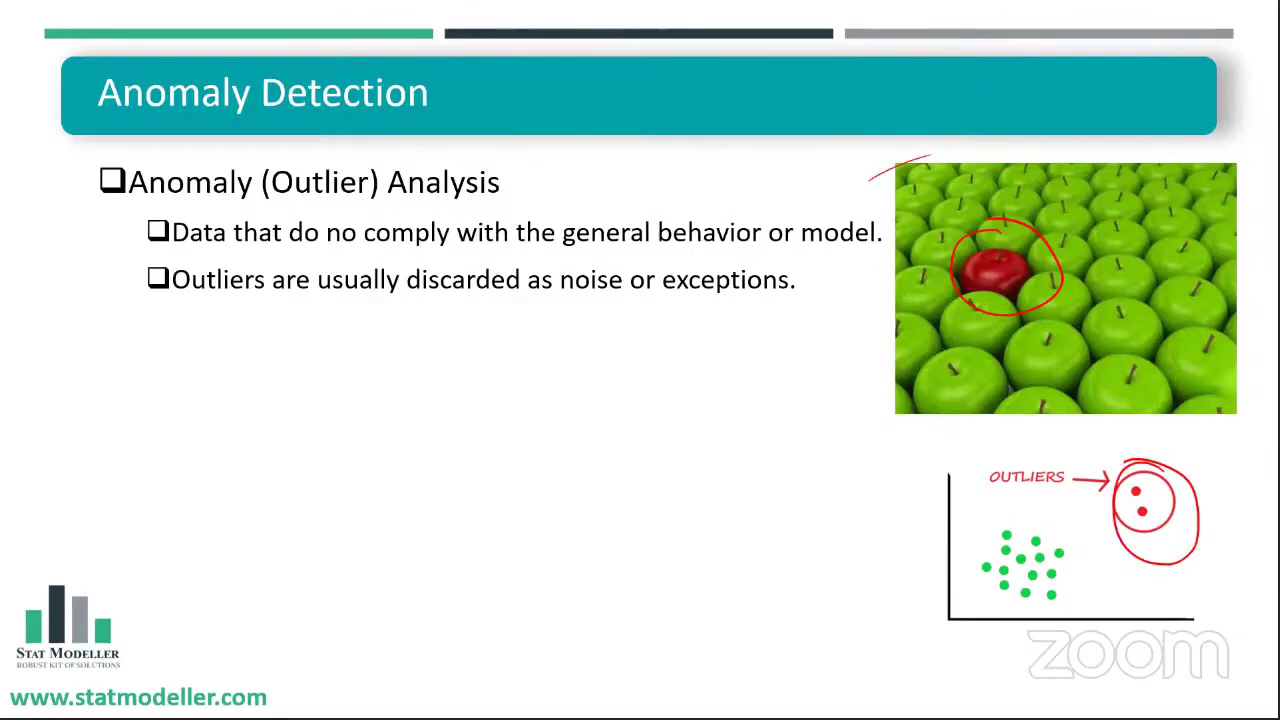 Anomaly Detection
❑Anomaly (Outlier) Analysis
❑Data that do no comply with the general behavior or model.
❑Outliers are usually discarded as noise or exceptions.
OUTLIERS
STAT MODELLER
ROBUST KIT OF SOLUTIONS
www.statmodeller.com
zoom